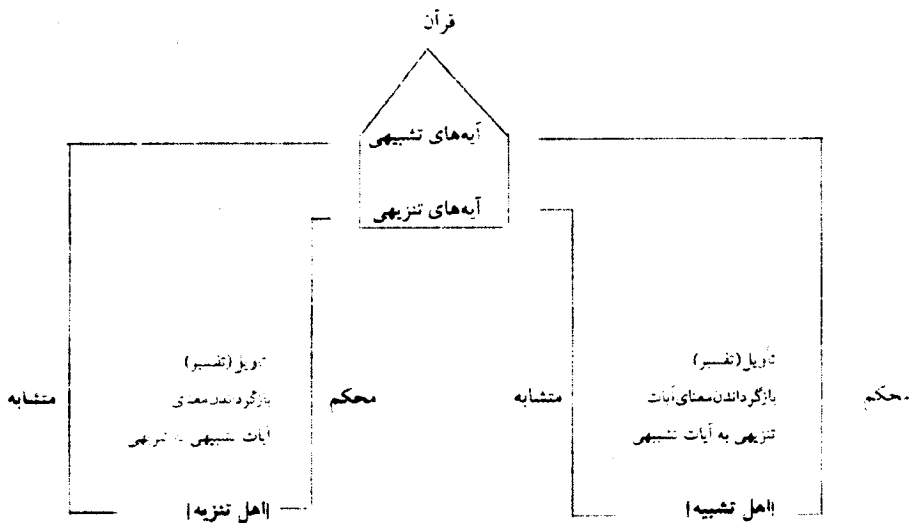 قرآن
آیه‌های تشبیهی
آیه‌های تنزیهی
تأویل (تفسیر)
بازگرداندن معنای آیات
تنزیهی به آیات تشبیهی
محکم
متشابه
[اهل تشبیه]
تأویل (تفسیر)
بازگرداندن معنای
آیات تشبیهی به تنزیهی
محکم
متشابه
[اهل تنزیه]